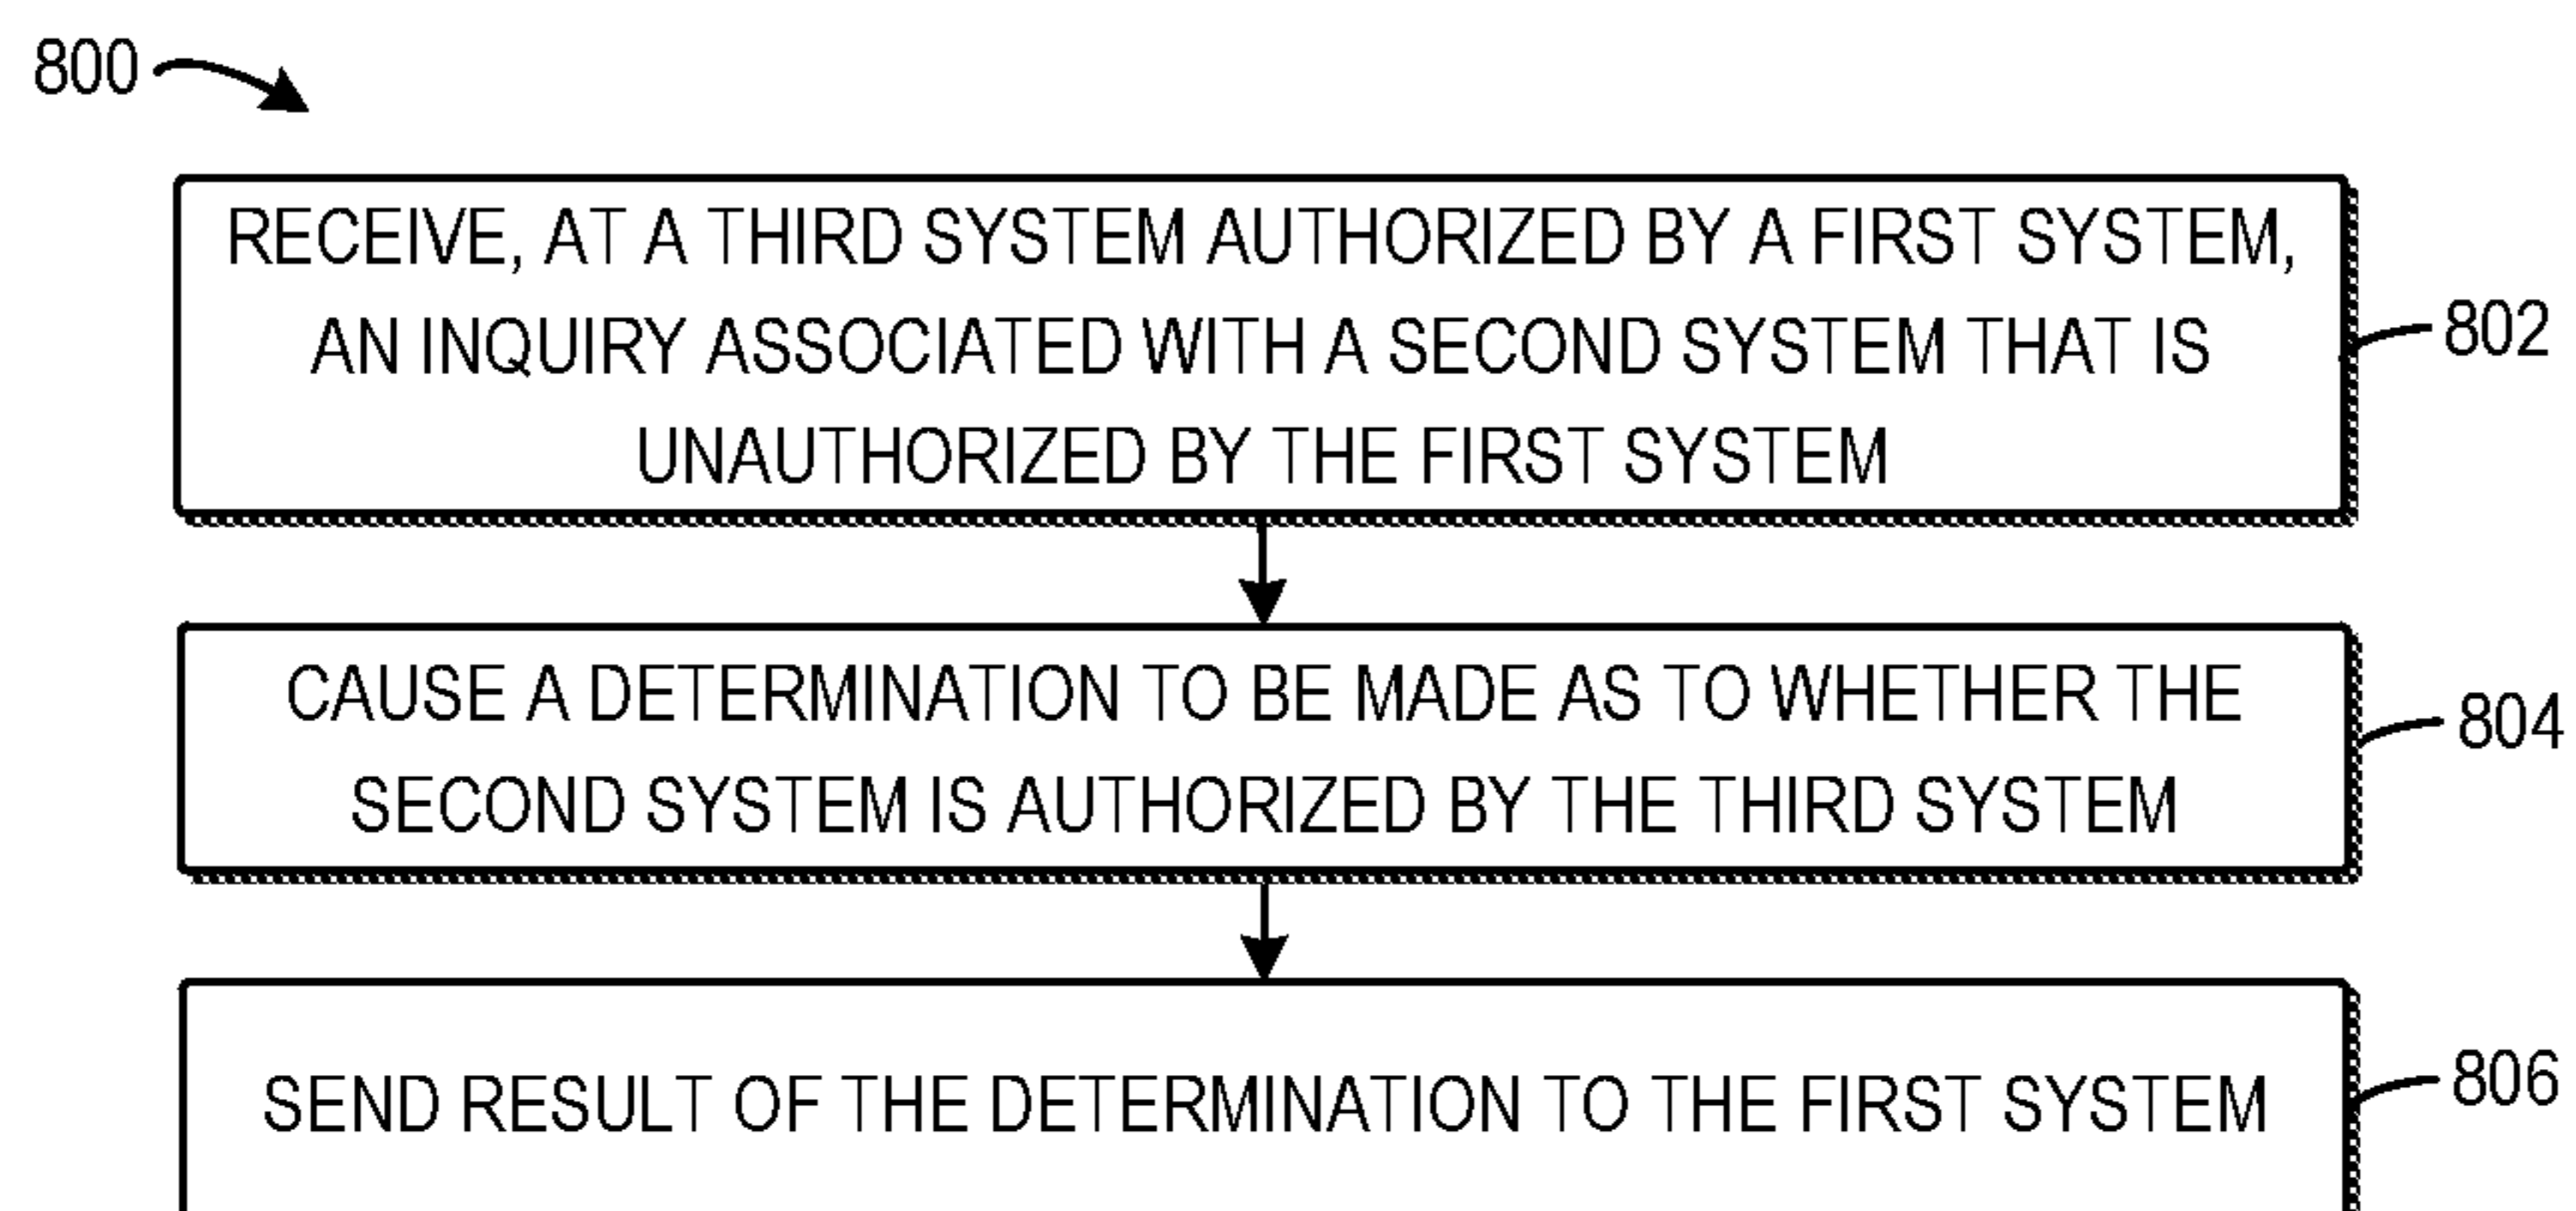 800
RECEIVE, AT A THIRD SYSTEM AUTHORIZED BY A FIRST SYSTEM,
AN INQUIRY ASSOCIATED WITH A SECOND SYSTEM THAT IS
UNAUTHORIZED BY THE FIRST SYSTEM
802
CAUSE A DETERMINATION TO BE MADE AS TO WHETHER THE
SECOND SYSTEM IS AUTHORIZED BY THE THIRD SYSTEM
804
SEND RESULT OF THE DETERMINATION TO THE FIRST SYSTEM
806